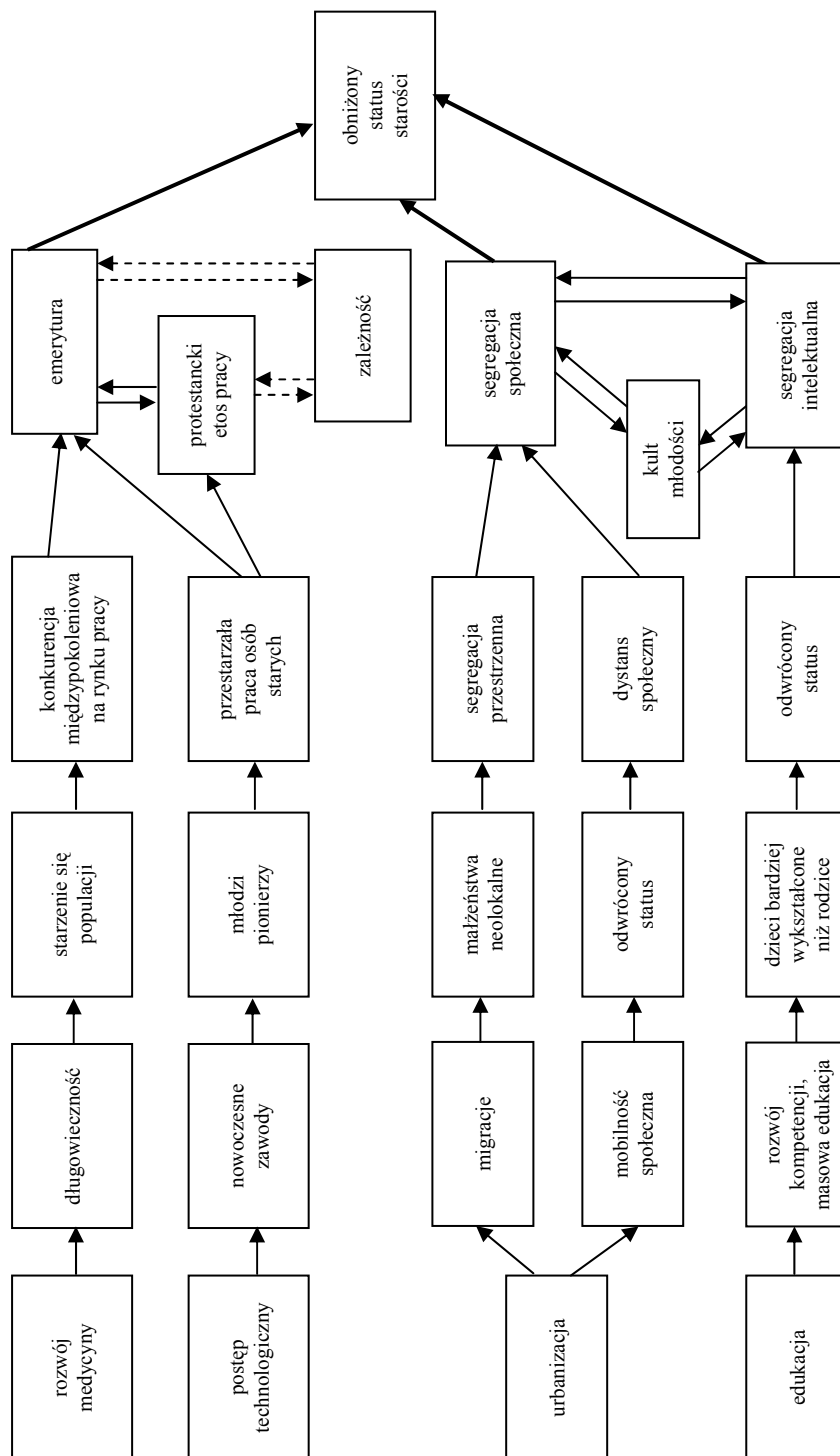 rozwój
medycyny
długowieczność
starzenie się
populacji
konkurencja
międzypokoleniowa
na rynku pracy
emerytura
postęp
technologiczny
nowoczesne
zawody
młodzi
pionierzy
przestarzała
praca osób
starych
protestancki
etos pracy
zależność
obniżony
status
starości
urbanizacja
migracje
małżeństwa
neolokalne
segregacja
przestrzenna
segregacja
społeczna
mobilność
społeczna
odwrócony
status
dystans
społeczny
kult
młodości
edukacja
rozwój
kompetencji,
masowa edukacja
dzieci bardziej
wykształcone
niż rodzice
odwrócony
status
segregacja
intelektualna